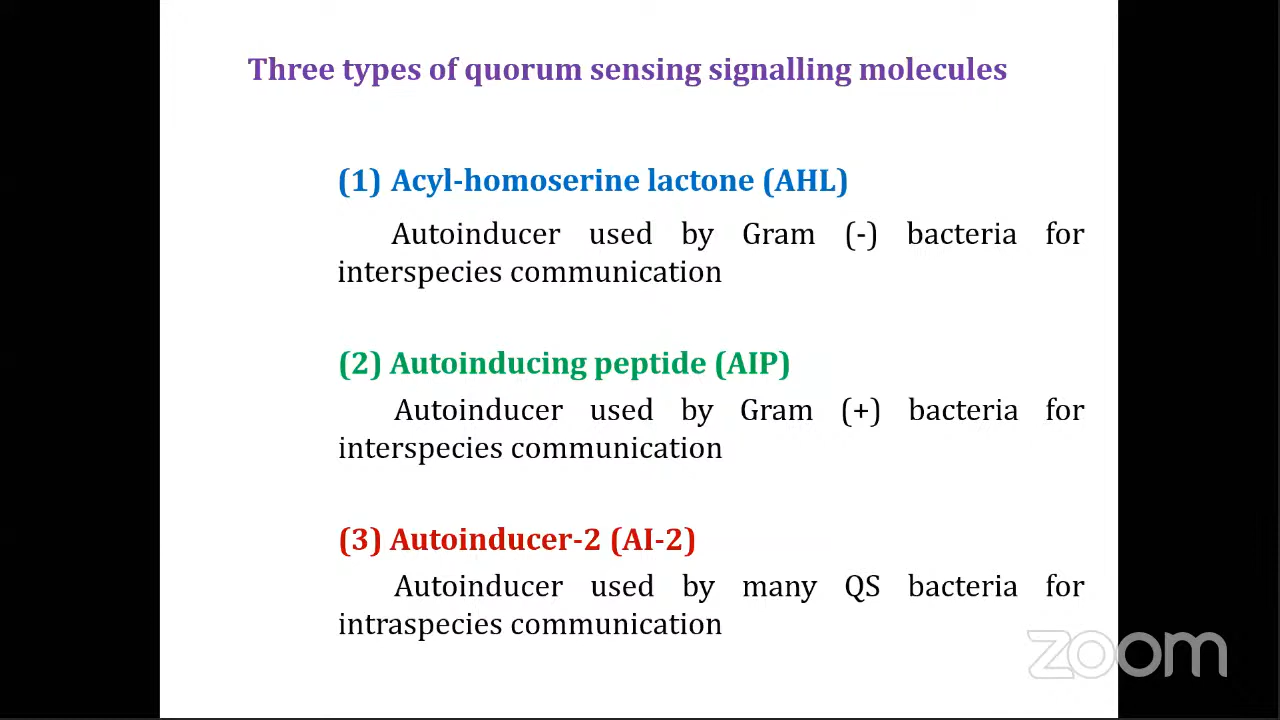 Three types of quorum sensing signalling molecules
(1) Acyl-homoserine lactone (AHL)
Autoinducer used by Gram (-) bacteria for
interspecies communication
(2) Autoinducing peptide (AIP)
Autoinducer used by Gram (+) bacteria for
interspecies communication
(3) Autoinducer-2 (AI-2)
Autoinducer used by many QS bacteria for
intraspecies communication
zoom